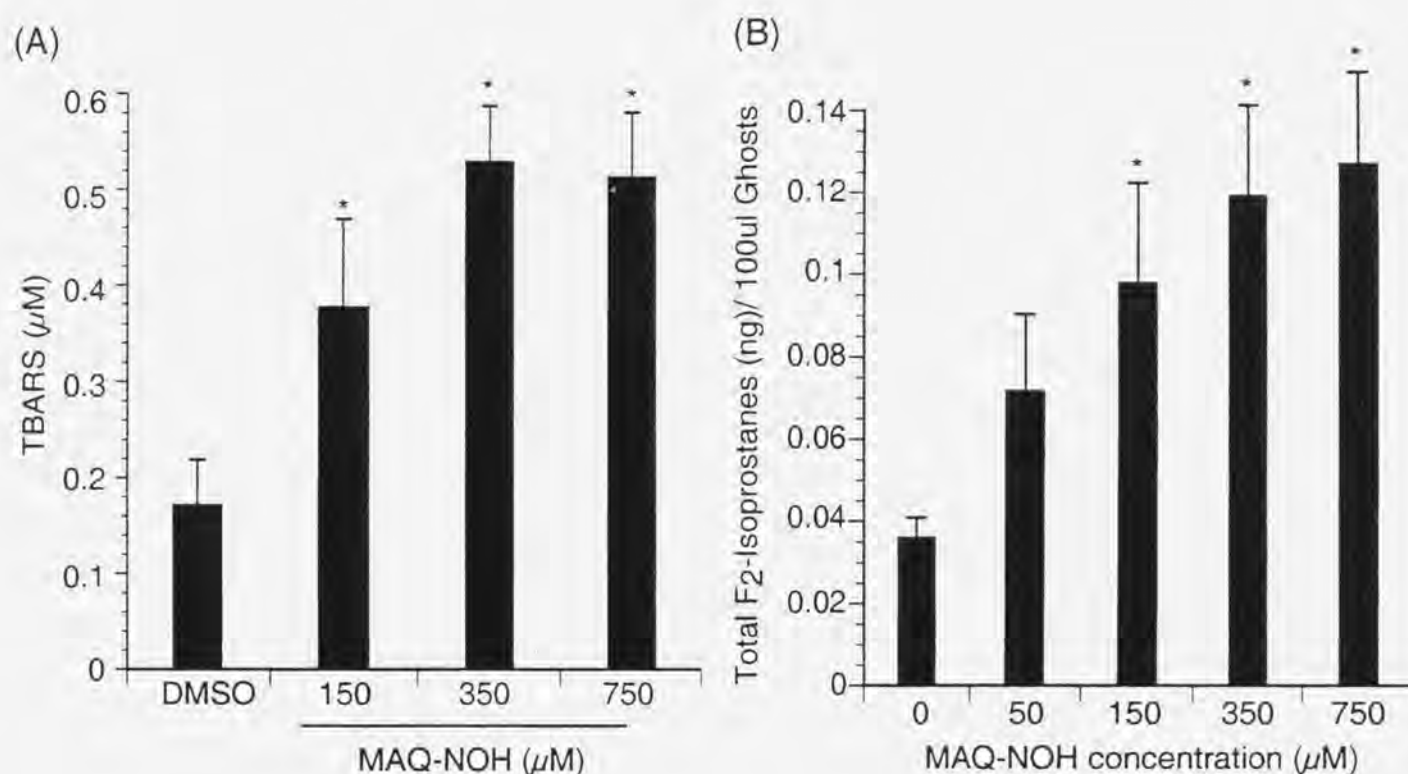 (A)
TBARS (µM)
0.6
0.5
0.4
0.3
0.2
0.1
0
*
*
*
DMSO 150 350 750
MAQ-NOH (µM)
(B)
Total F2-Isoprostanes (ng)/ 100ul Ghosts
0.14
0.12
0.1
0.08
0.06
0.04
0.02
0
*
*
*
0 50 150 350 750
MAQ-NOH concentration (µM)